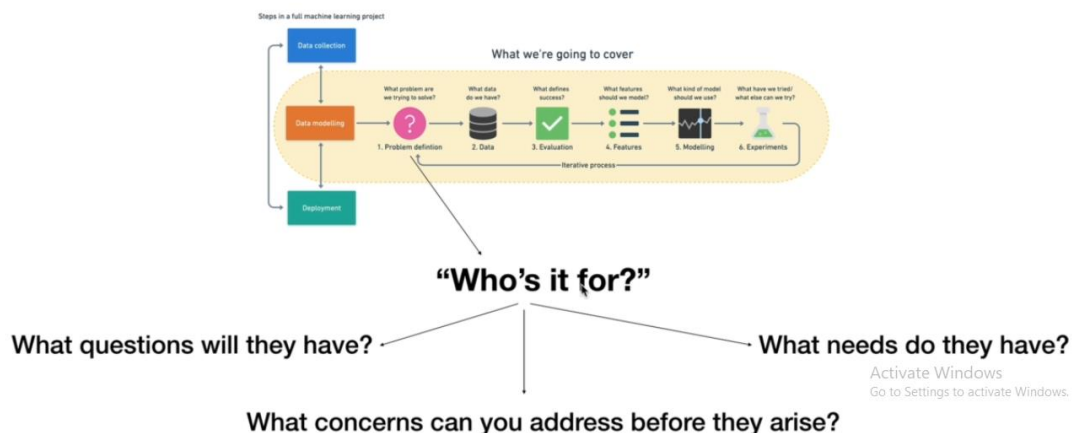 Steps in a full machine learning project
Data collection
What we're going to cover
What problem are
we trying to solve?
What data
do we have?
What defines
success?
What features
should we model?
What kind of model
should we use?
What have we tried/
what else can we try?
Data modelling
?
1. Problem defintion
2. Data
3. Evaluation
4. Features
5. Modelling
6. Experiments
Iterative process
Deployment
“Who’s it for?”
What questions will they have?
What needs do they have?
Activate Windows
Go to Settings to activate Windows.
What concerns can you address before they arise?